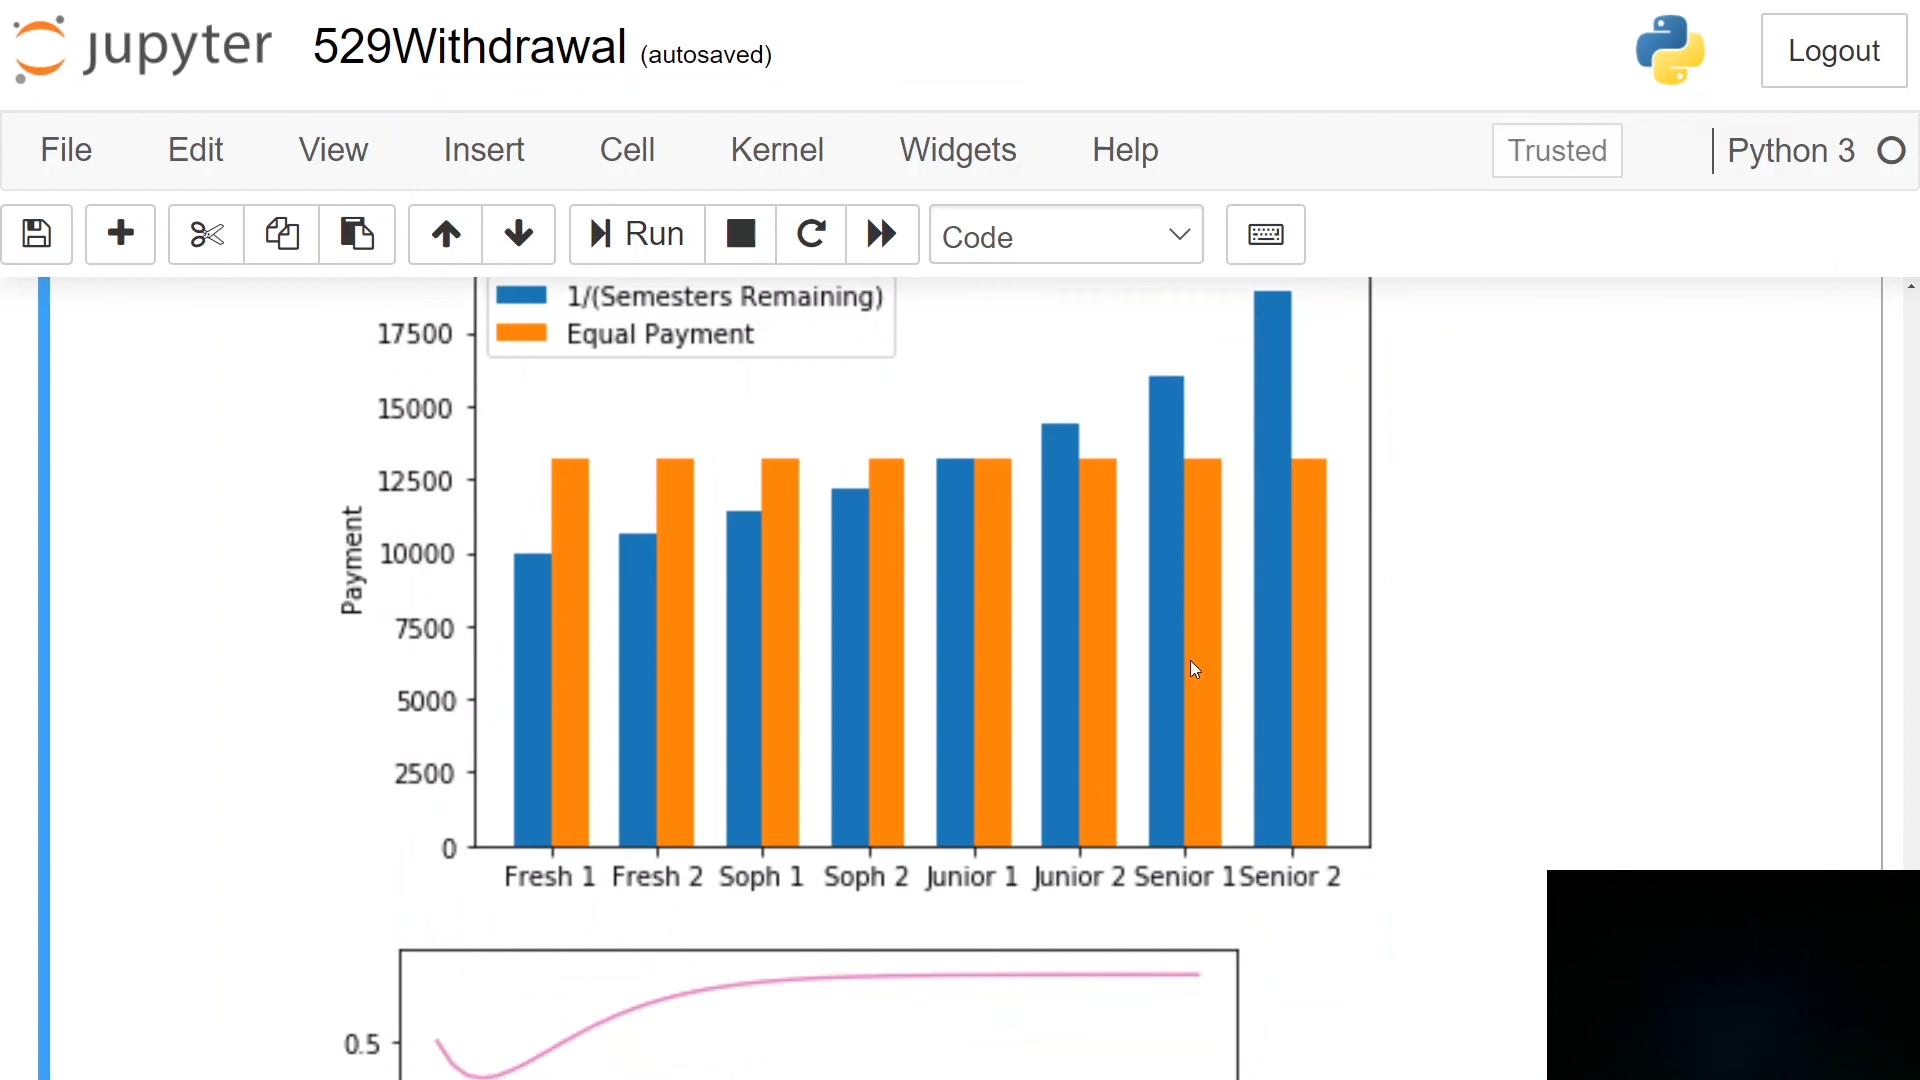 jupyter 529Withdrawal (autosaved)
Logout
File Edit View Insert Cell Kernel Widgets Help
Trusted Python 3
Run Code
1/(Semesters Remaining)
Equal Payment
17500
15000
12500
10000
7500
5000
2500
0
Payment
Fresh 1 Fresh 2 Soph 1 Soph 2 Junior 1 Junior 2 Senior 1 Senior 2
0.5